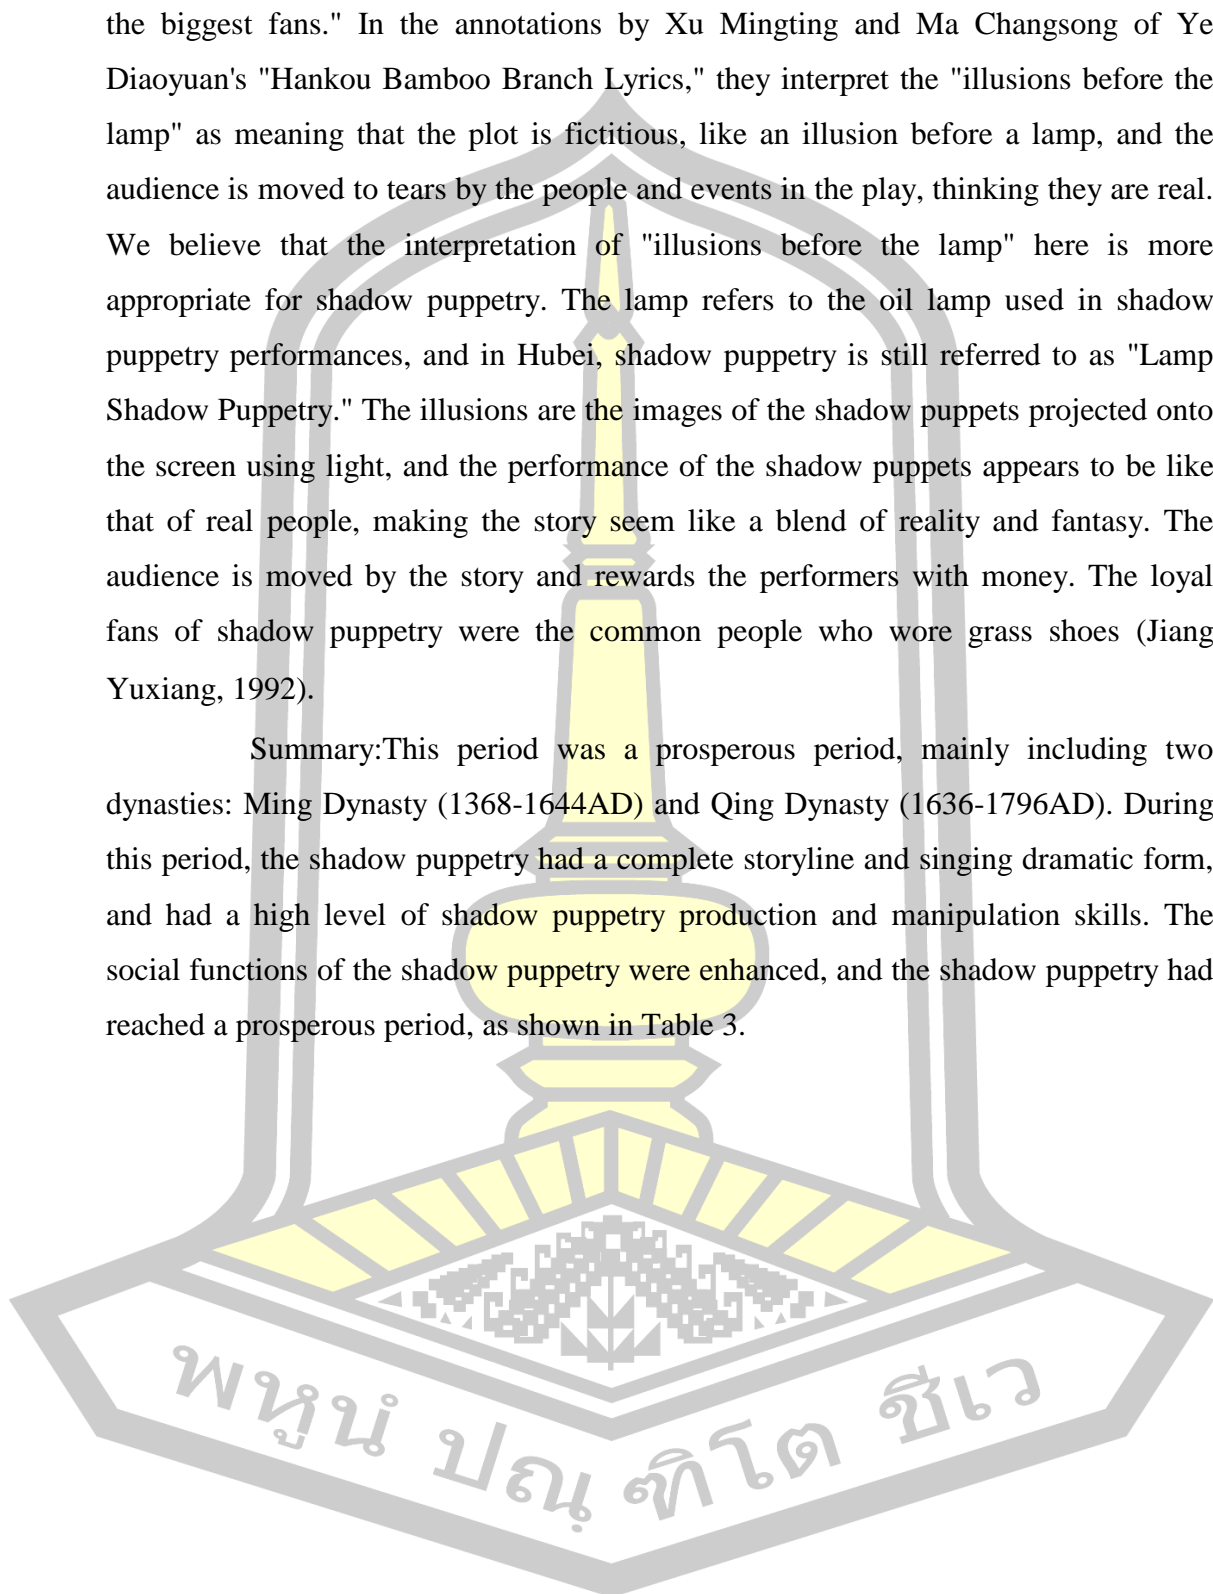 the biggest fans." In the annotations by Xu Mingting and Ma Changsong of Ye
Diaoyuan's "Hankou Bamboo Branch Lyrics," they interpret the "illusions before the
lamp" as meaning that the plot is fictitious, like an illusion before a lamp, and the
audience is moved to tears by the people and events in the play, thinking they are real.
We believe that the interpretation of "illusions before the lamp" here is more
appropriate for shadow puppetry. The lamp refers to the oil lamp used in shadow
puppetry performances, and in Hubei, shadow puppetry is still referred to as "Lamp
Shadow Puppetry." The illusions are the images of the shadow puppets projected onto
the screen using light, and the performance of the shadow puppets appears to be like
that of real people, making the story seem like a blend of reality and fantasy. The
audience is moved by the story and rewards the performers with money. The loyal
fans of shadow puppetry were the common people who wore grass shoes (Jiang
Yuxiang, 1992).
Summary:This period was a prosperous period, mainly including two
dynasties: Ming Dynasty (1368-1644AD) and Qing Dynasty (1636-1796AD). During
this period, the shadow puppetry had a complete storyline and singing dramatic form,
and had a high level of shadow puppetry production and manipulation skills. The
social functions of the shadow puppetry were enhanced, and the shadow puppetry had
reached a prosperous period, as shown in Table 3.
พหูนํ ปณฺฑิโต ชีเว